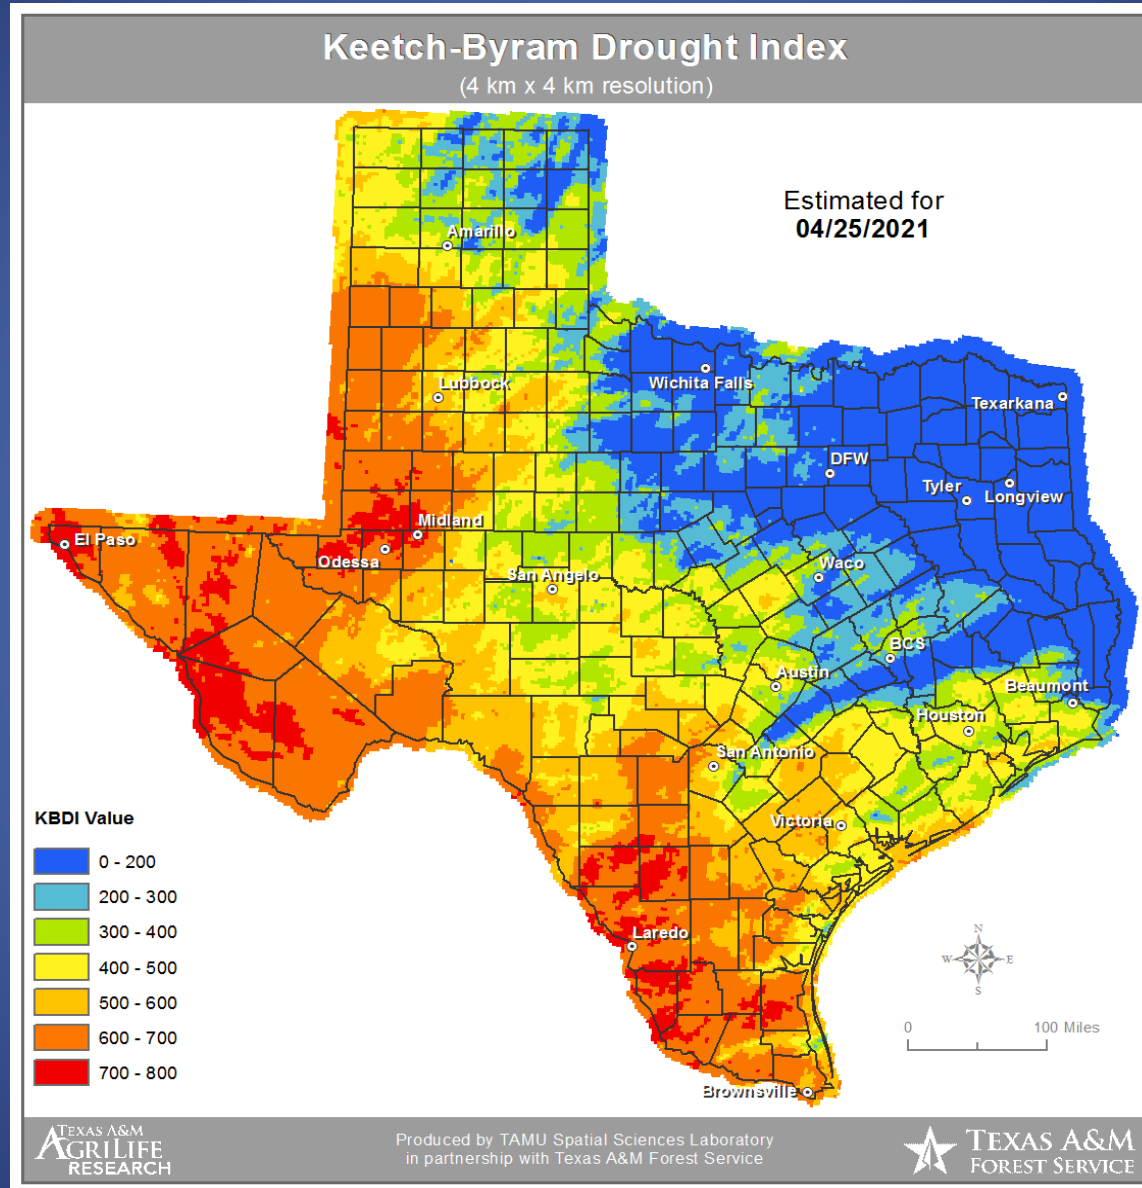 Keetch-Byram Drought Index
(4 km x 4 km resolution)
Estimated for
04/25/2021
Amarillo
Lubbock
Wichita Falls
Texarkana
DFW
Tyler
Longview
Midland
El Paso
Odessa
San Angelo
Waco
BCS
Austin
Beaumont
Houston
San Antonio
Victoria
Laredo
Brownsville
KBDI Value
0 - 200
200 - 300
300 - 400
400 - 500
500 - 600
600 - 700
700 - 800
N
W E
S
0 100 Miles
TEXAS A&M
AGRILIFE
RESEARCH
Produced by TAMU Spatial Sciences Laboratory
in partnership with Texas A&M Forest Service
TEXAS A&M
FOREST SERVICE